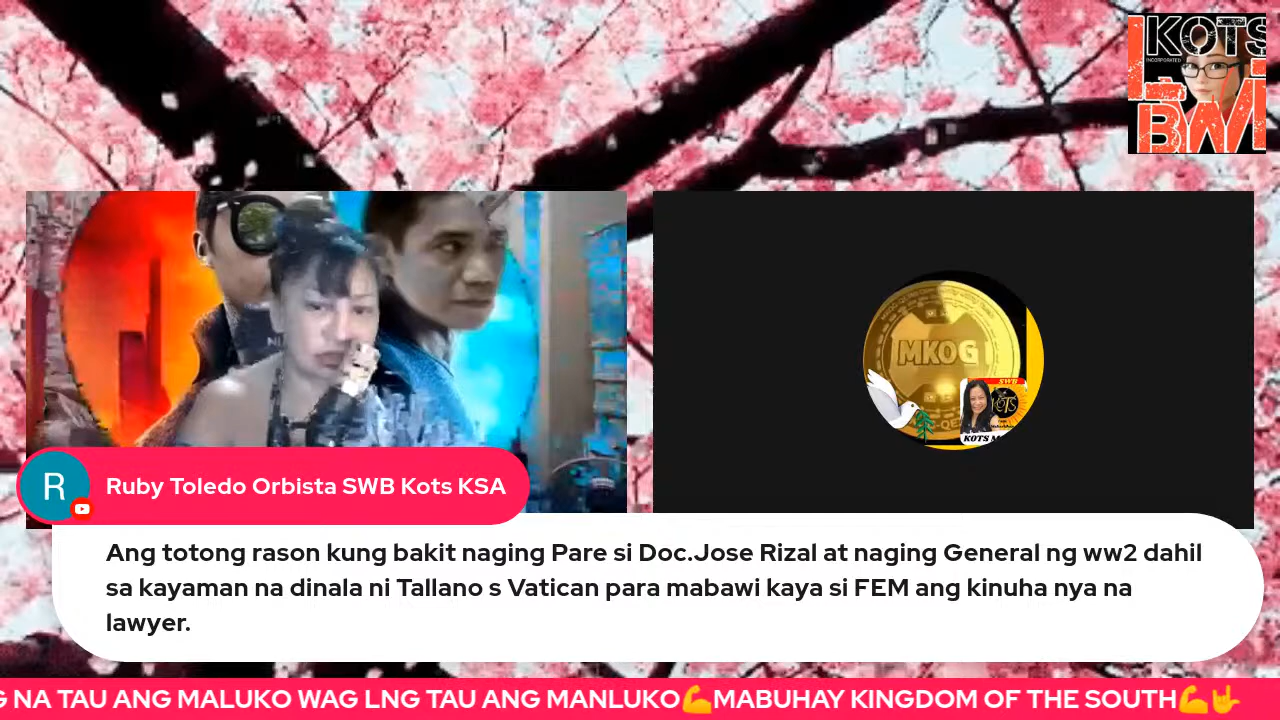 KOTS
INCORPORATED
BWI
MKOG
SWB
KOTS
KOTS M
R
Ruby Toledo Orbista SWB Kots KSA
Ang totong rason kung bakit naging Pare si Doc.Jose Rizal at naging General ng ww2 dahil
sa kayaman na dinala ni Tallano s Vatican para mabawi kaya si FEM ang kinuha nya na
lawyer.
G NA TAU ANG MALUKO WAG LNG TAU ANG MANLUKO💪MABUHAY KINGDOM OF THE SOUTH💪🤟